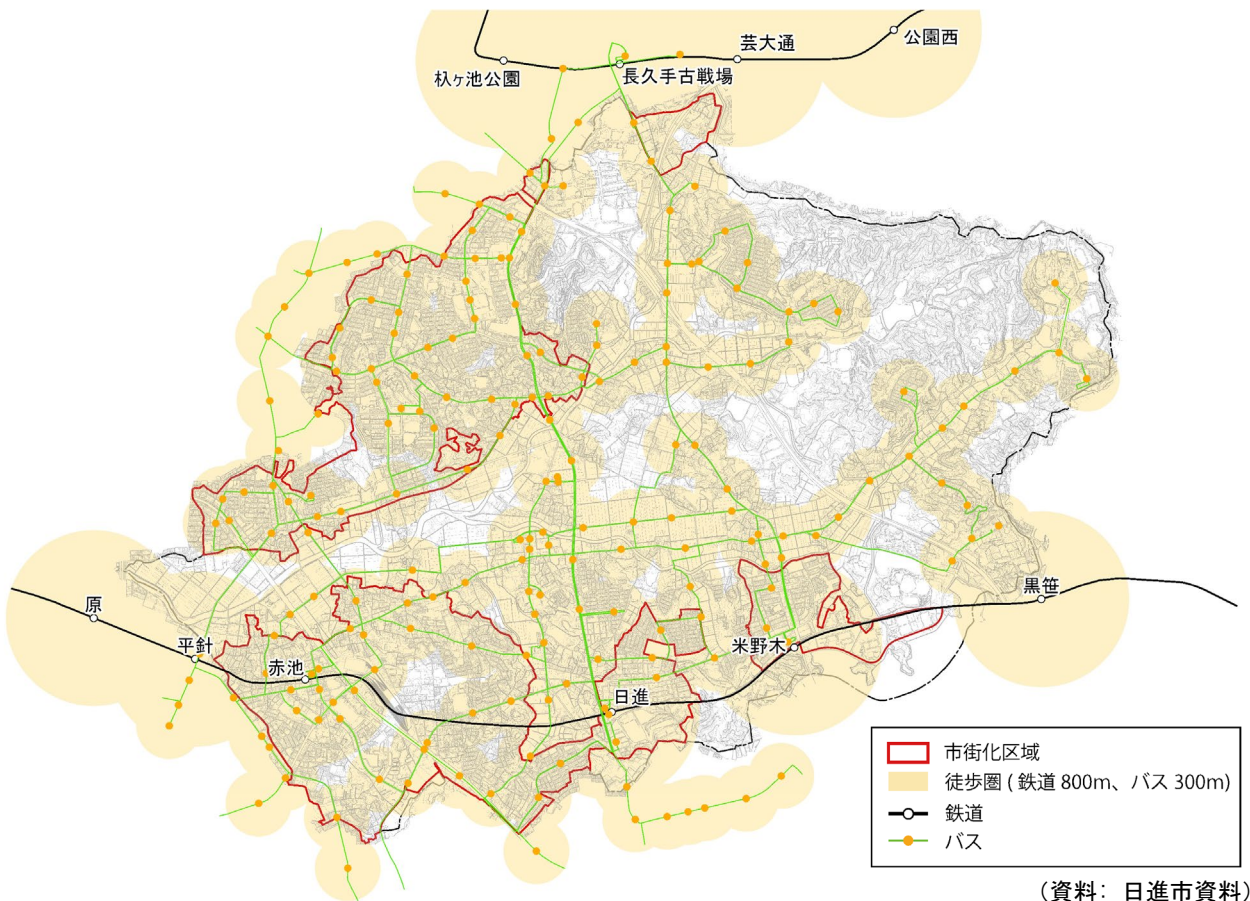 公園西
芸大通
杁ヶ池公園
長久手古戦場
原
平針
赤池
黒笹
米野木
日進
市街化区域
徒歩圏 ( 鉄道 800m、バス 300m)
鉄道
バス
（資料： 日進市資料）